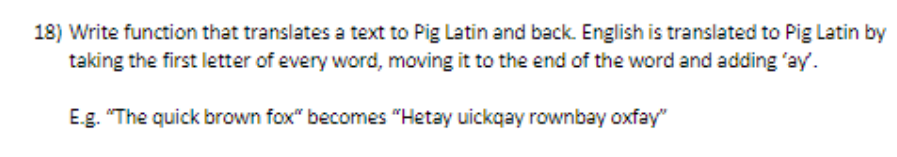 18) Write function that translates a text to Pig Latin and back. English is translated to Pig Latin by
taking the first letter of every word, moving it to the end of the word and adding ‘ay’.
E.g. “The quick brown fox“ becomes “Hetay uickqay rownbay oxfay”